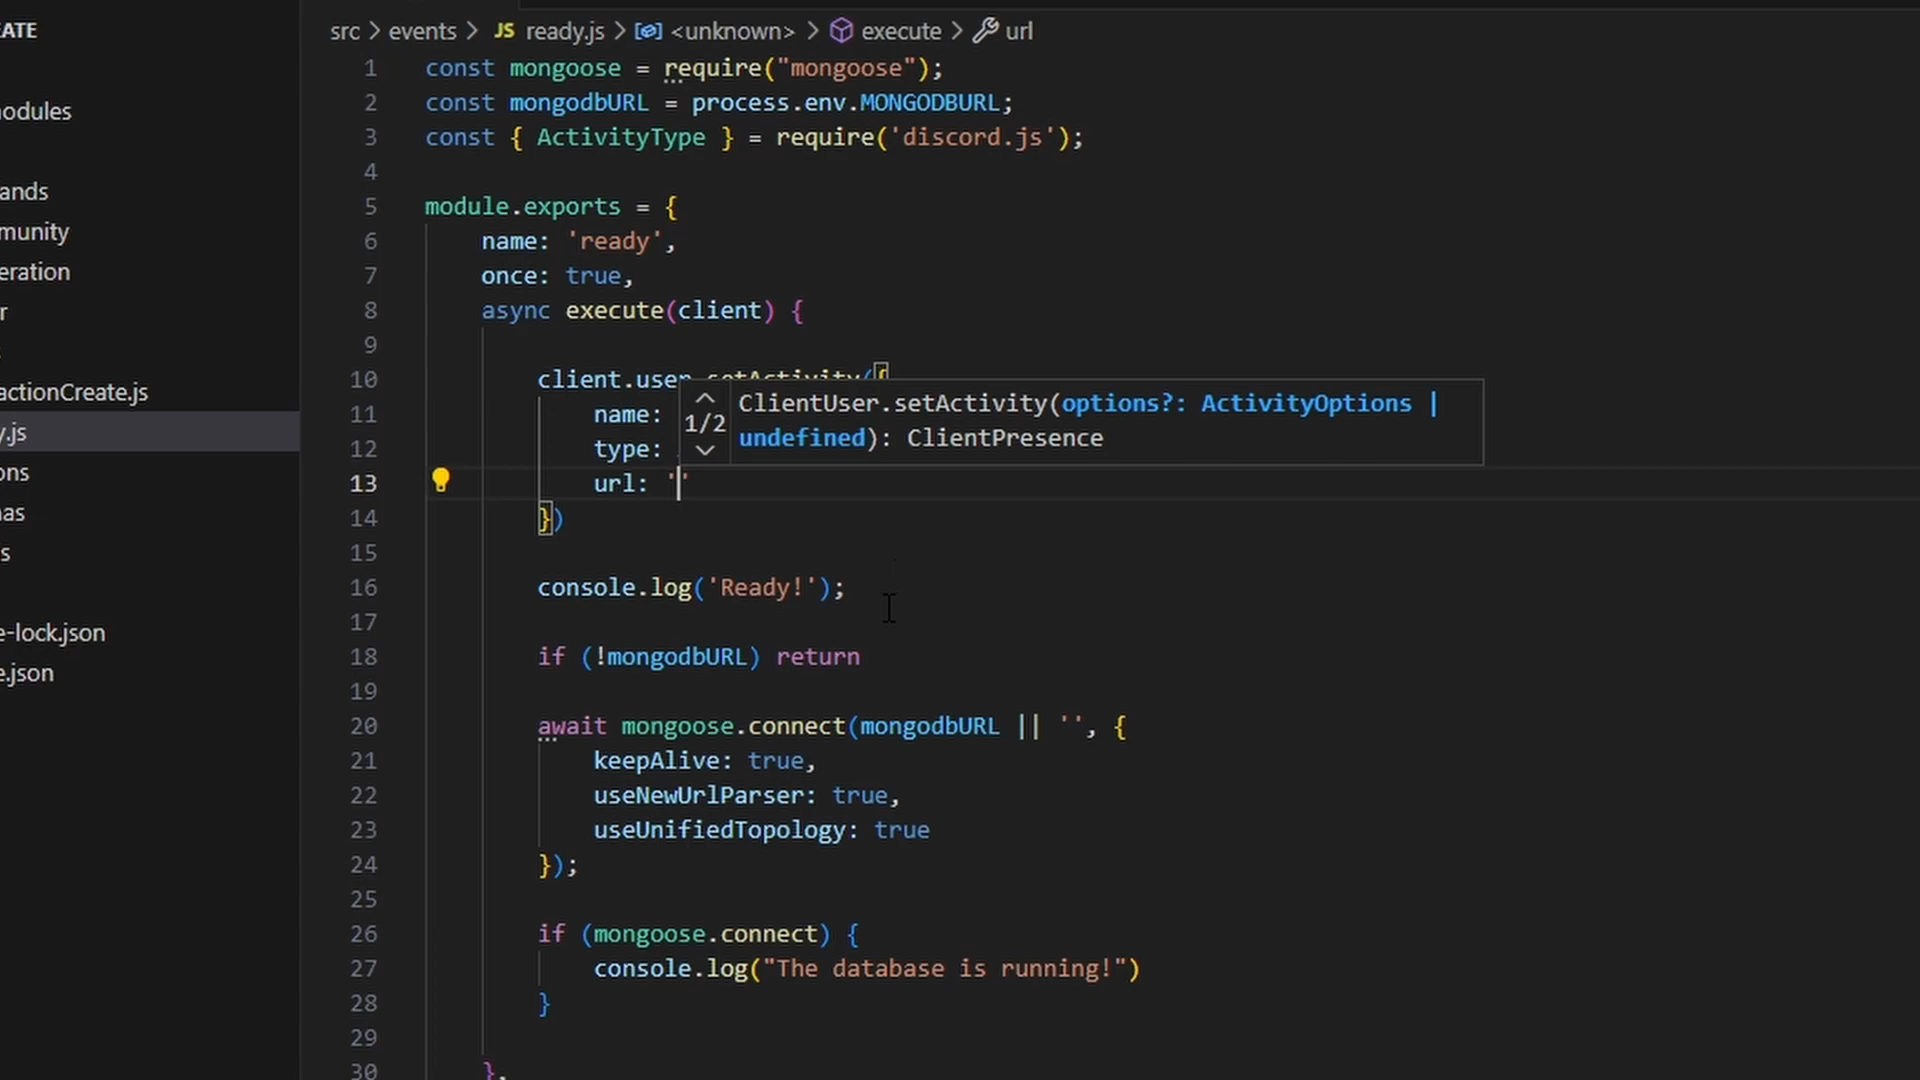 ATE
odules
ands
munity
eration
r
actionCreate.js
y.js
ons
as
s
e-lock.json
e.json
src > events > JS ready.js > <unknown> > execute > url
1 const mongoose = require("mongoose");
2 const mongodbURL = process.env.MONGODBURL;
3 const { ActivityType } = require('discord.js');
4
5 module.exports = {
6 name: 'ready',
7 once: true,
8 async execute(client) {
9
10 client.user.setActivity({
11 name:
12 type:
13 url: ''
14 })
15
16 console.log('Ready!');
17
18 if (!mongodbURL) return
19
20 await mongoose.connect(mongodbURL || '', {
21 keepAlive: true,
22 useNewUrlParser: true,
23 useUnifiedTopology: true
24 });
25
26 if (mongoose.connect) {
27 console.log("The database is running!")
28 }
29
30 },
1/2
ClientUser.setActivity(options?: ActivityOptions |
undefined): ClientPresence